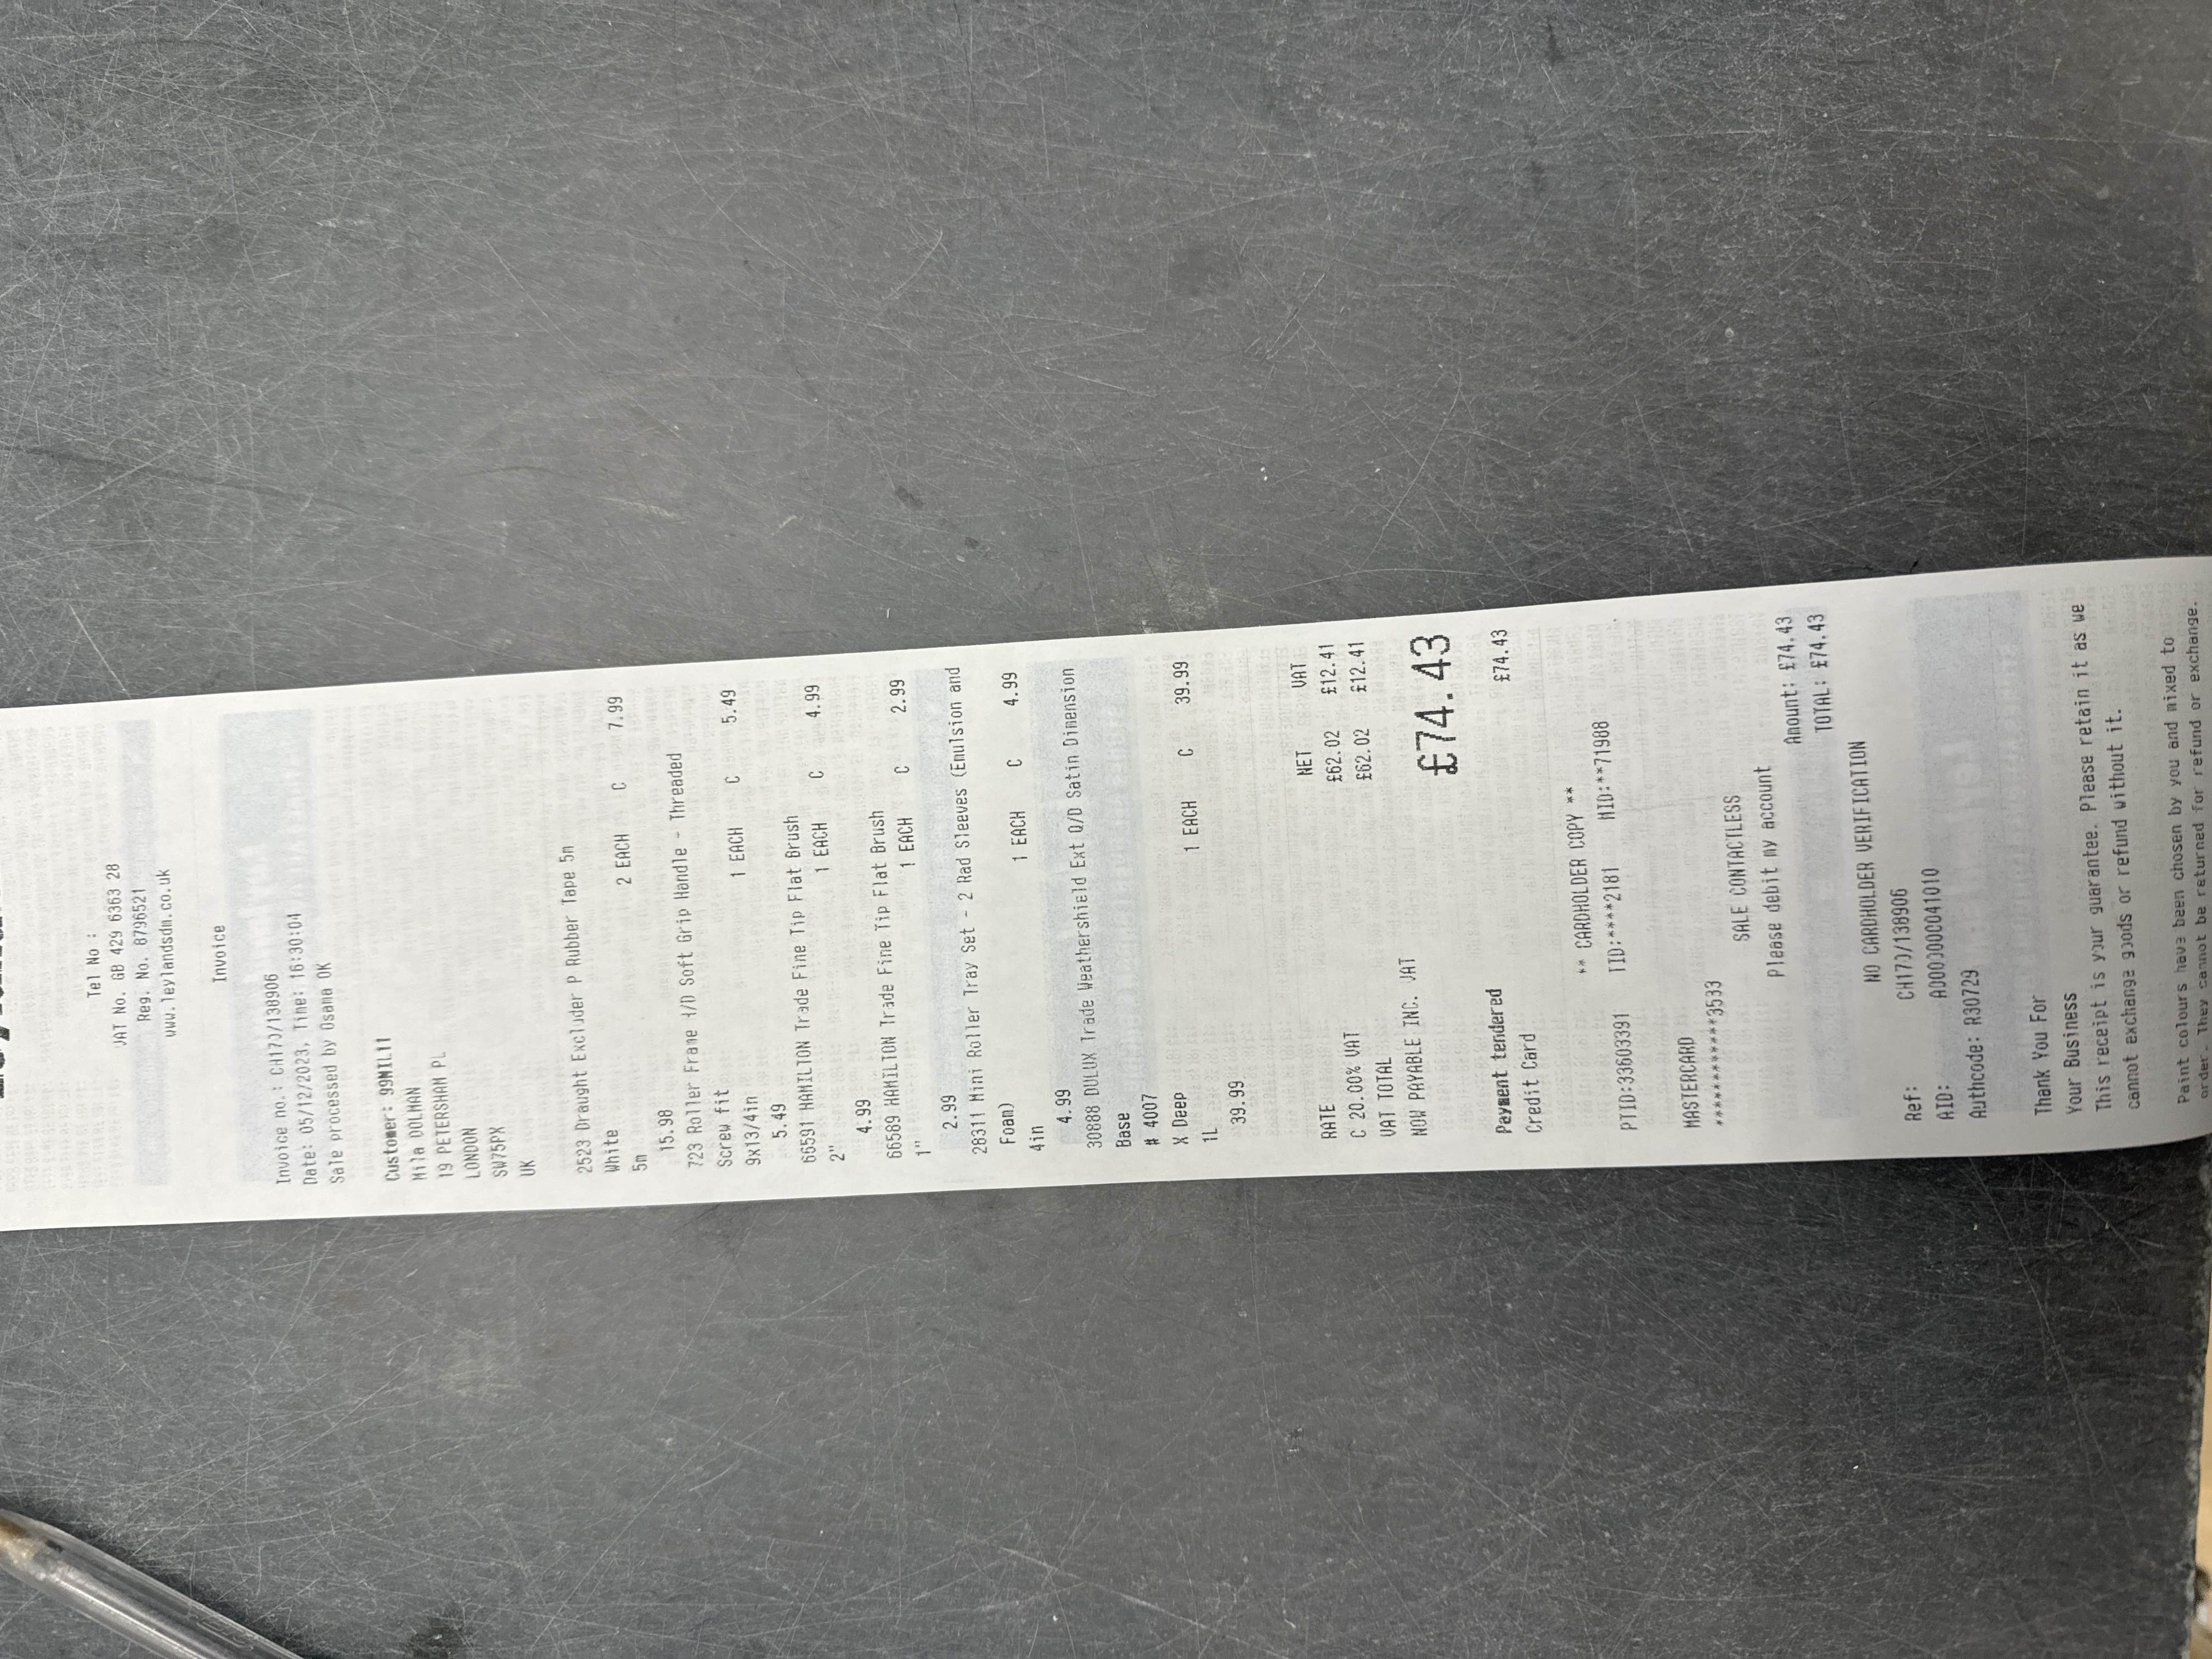 Tel No :
VAT No. GB 429 6363 28
Reg. No. 8796521
www.leylandsdm.co.uk
Invoice
Invoice no.: CH170/138906
Date: 05/12/2023, Time: 16:30:04
Sale processed by Osama OK
Customer: 99MIL11
Mila DOLMAN
19 PETERSHAM PL
LONDON
SW75PX
UK
2523 Draught Excluder P Rubber Tape 5m
White
5m 2 EACH C 7.99
15.98
723 Roller Frame H/D Soft Grip Handle - Threaded
Screw fit
9x13/4in 1 EACH C 5.49
5.49
66591 HAMILTON Trade Fine Tip Flat Brush
2" 1 EACH C 4.99
4.99
66589 HAMILTON Trade Fine Tip Flat Brush
1" 1 EACH C 2.99
2.99
28311 Mini Roller Tray Set - 2 Rad Sleeves (Emulsion and
Foam)
4in 1 EACH C 4.99
4.99
30888 DULUX Trade Weathershield Ext Q/D Satin Dimension
Base
# 4007
X Deep
1L 1 EACH C 39.99
39.99
RATE NET VAT
C 20.00% VAT £62.02 £12.41
VAT TOTAL £62.02 £12.41
NOW PAYABLE INC. VAT
£74.43
Payment tendered
Credit Card £74.43
** CARDHOLDER COPY **
PTID:33603391 TID:****2181 MID:**71988
MASTERCARD
************3533
SALE CONTACTLESS
Please debit my account
Amount: £74.43
TOTAL: £74.43
NO CARDHOLDER VERIFICATION
Ref: CH170/138906
AID: A0000000041010
Authcode: R30729
Thank You For
Your Business
This receipt is your guarantee. Please retain it as we
cannot exchange goods or refund without it.
Paint colours have been chosen by you and mixed to
order. They cannot be returned for refund or exchange.